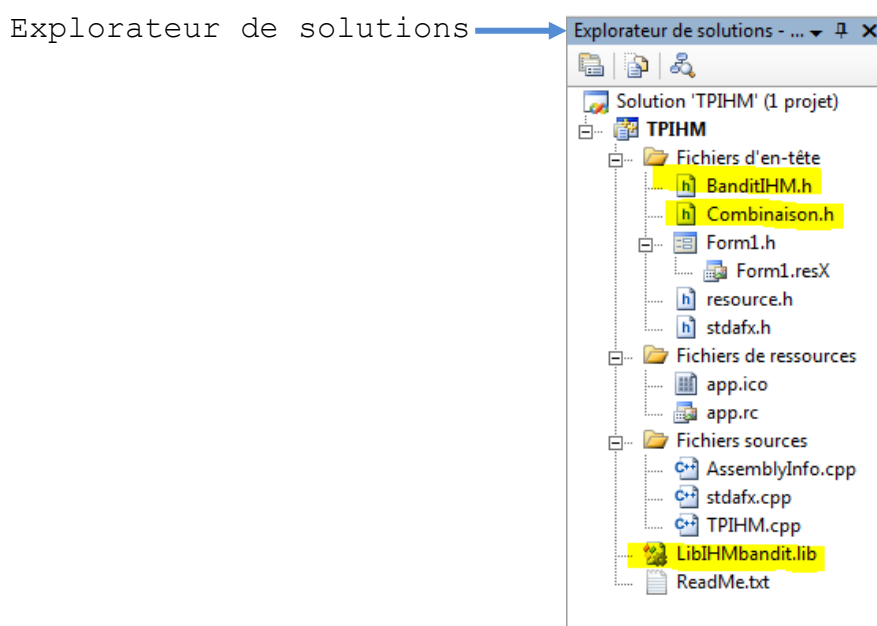 Explorateur de solutions
Explorateur de solutions - ...
Solution 'TPIHM' (1 projet)
TPIHM
Fichiers d'en-tête
BanditIHM.h
Combinaison.h
Form1.h
Form1.resX
resource.h
stdafx.h
Fichiers de ressources
app.ico
app.rc
Fichiers sources
AssemblyInfo.cpp
stdafx.cpp
TPIHM.cpp
LibIHMbandit.lib
ReadMe.txt